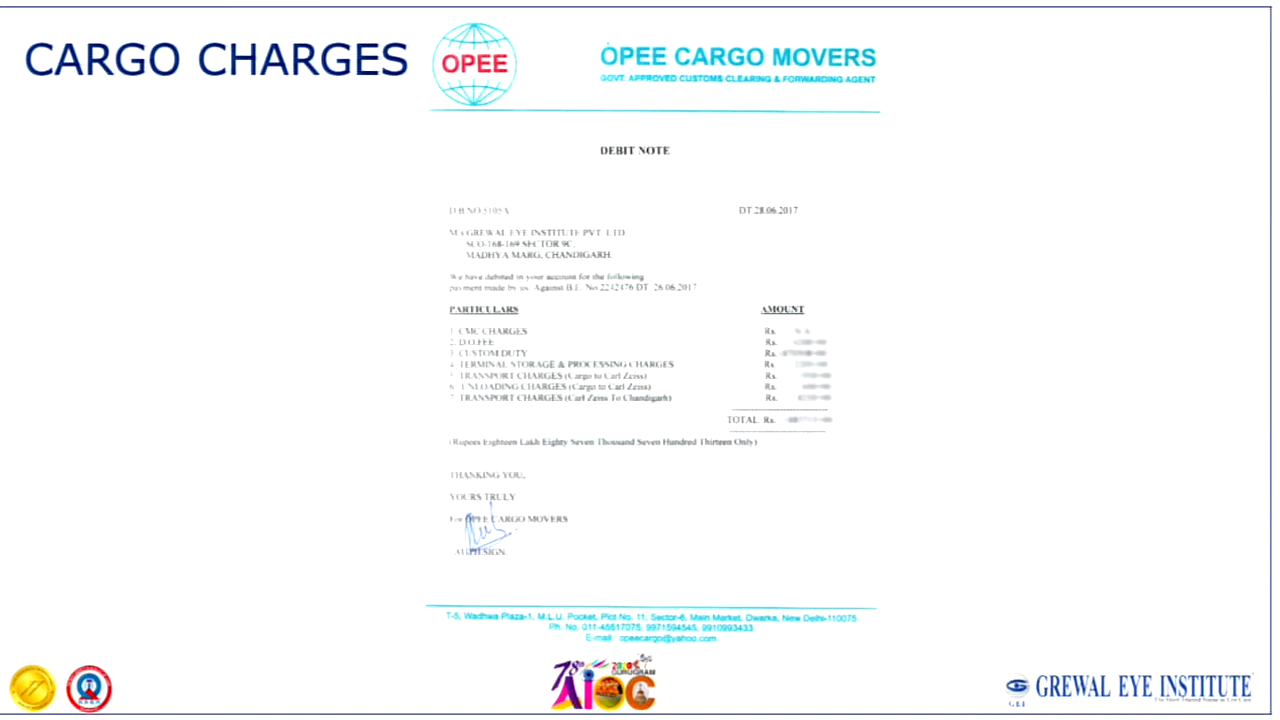 CARGO CHARGES
OPEE
OPEE CARGO MOVERS
GOVT. APPROVED CUSTOMS CLEARING & FORWARDING AGENT
DEBIT NOTE
DT.28.06.2017
M/s GREWAL EYE INSTITUTE PVT. LTD.
SCO-168-169 SECTOR 9C,
MADHYA MARG, CHANDIGARH.
We have debited in your account for the following
payment made by us. Against B.E. No.2242476 DT. 26.06.2017
PARTICULARS AMOUNT
1. CMC CHARGES Rs. N.A
2. D.O.FEE Rs.
3. CUSTOM DUTY Rs.
4. TERMINAL STORAGE & PROCESSING CHARGES Rs.
5. TRANSPORT CHARGES (Cargo to Carl Zeiss) Rs.
6. UNLOADING CHARGES (Cargo to Carl Zeiss) Rs.
7. TRANSPORT CHARGES (Carl Zeiss To Chandigarh) Rs.
TOTAL Rs.
(Rupees Eighteen Lakh Eighty Seven Thousand Seven Hundred Thirteen Only)
THANKING YOU,
YOURS TRULY
For OPEE CARGO MOVERS
AUTH SIGN
T-5, Wadhwa Plaza-1, M.L.U. Pocket, Plot No. 11, Sector-6, Main Market, Dwarka, New Delhi-110075
Ph. No. 011-45517075, 9971594545, 9910993433
E-mail: opeecargo@yahoo.com
78th AIOC
2020 GURUGRAM
GREWAL EYE INSTITUTE
GEI